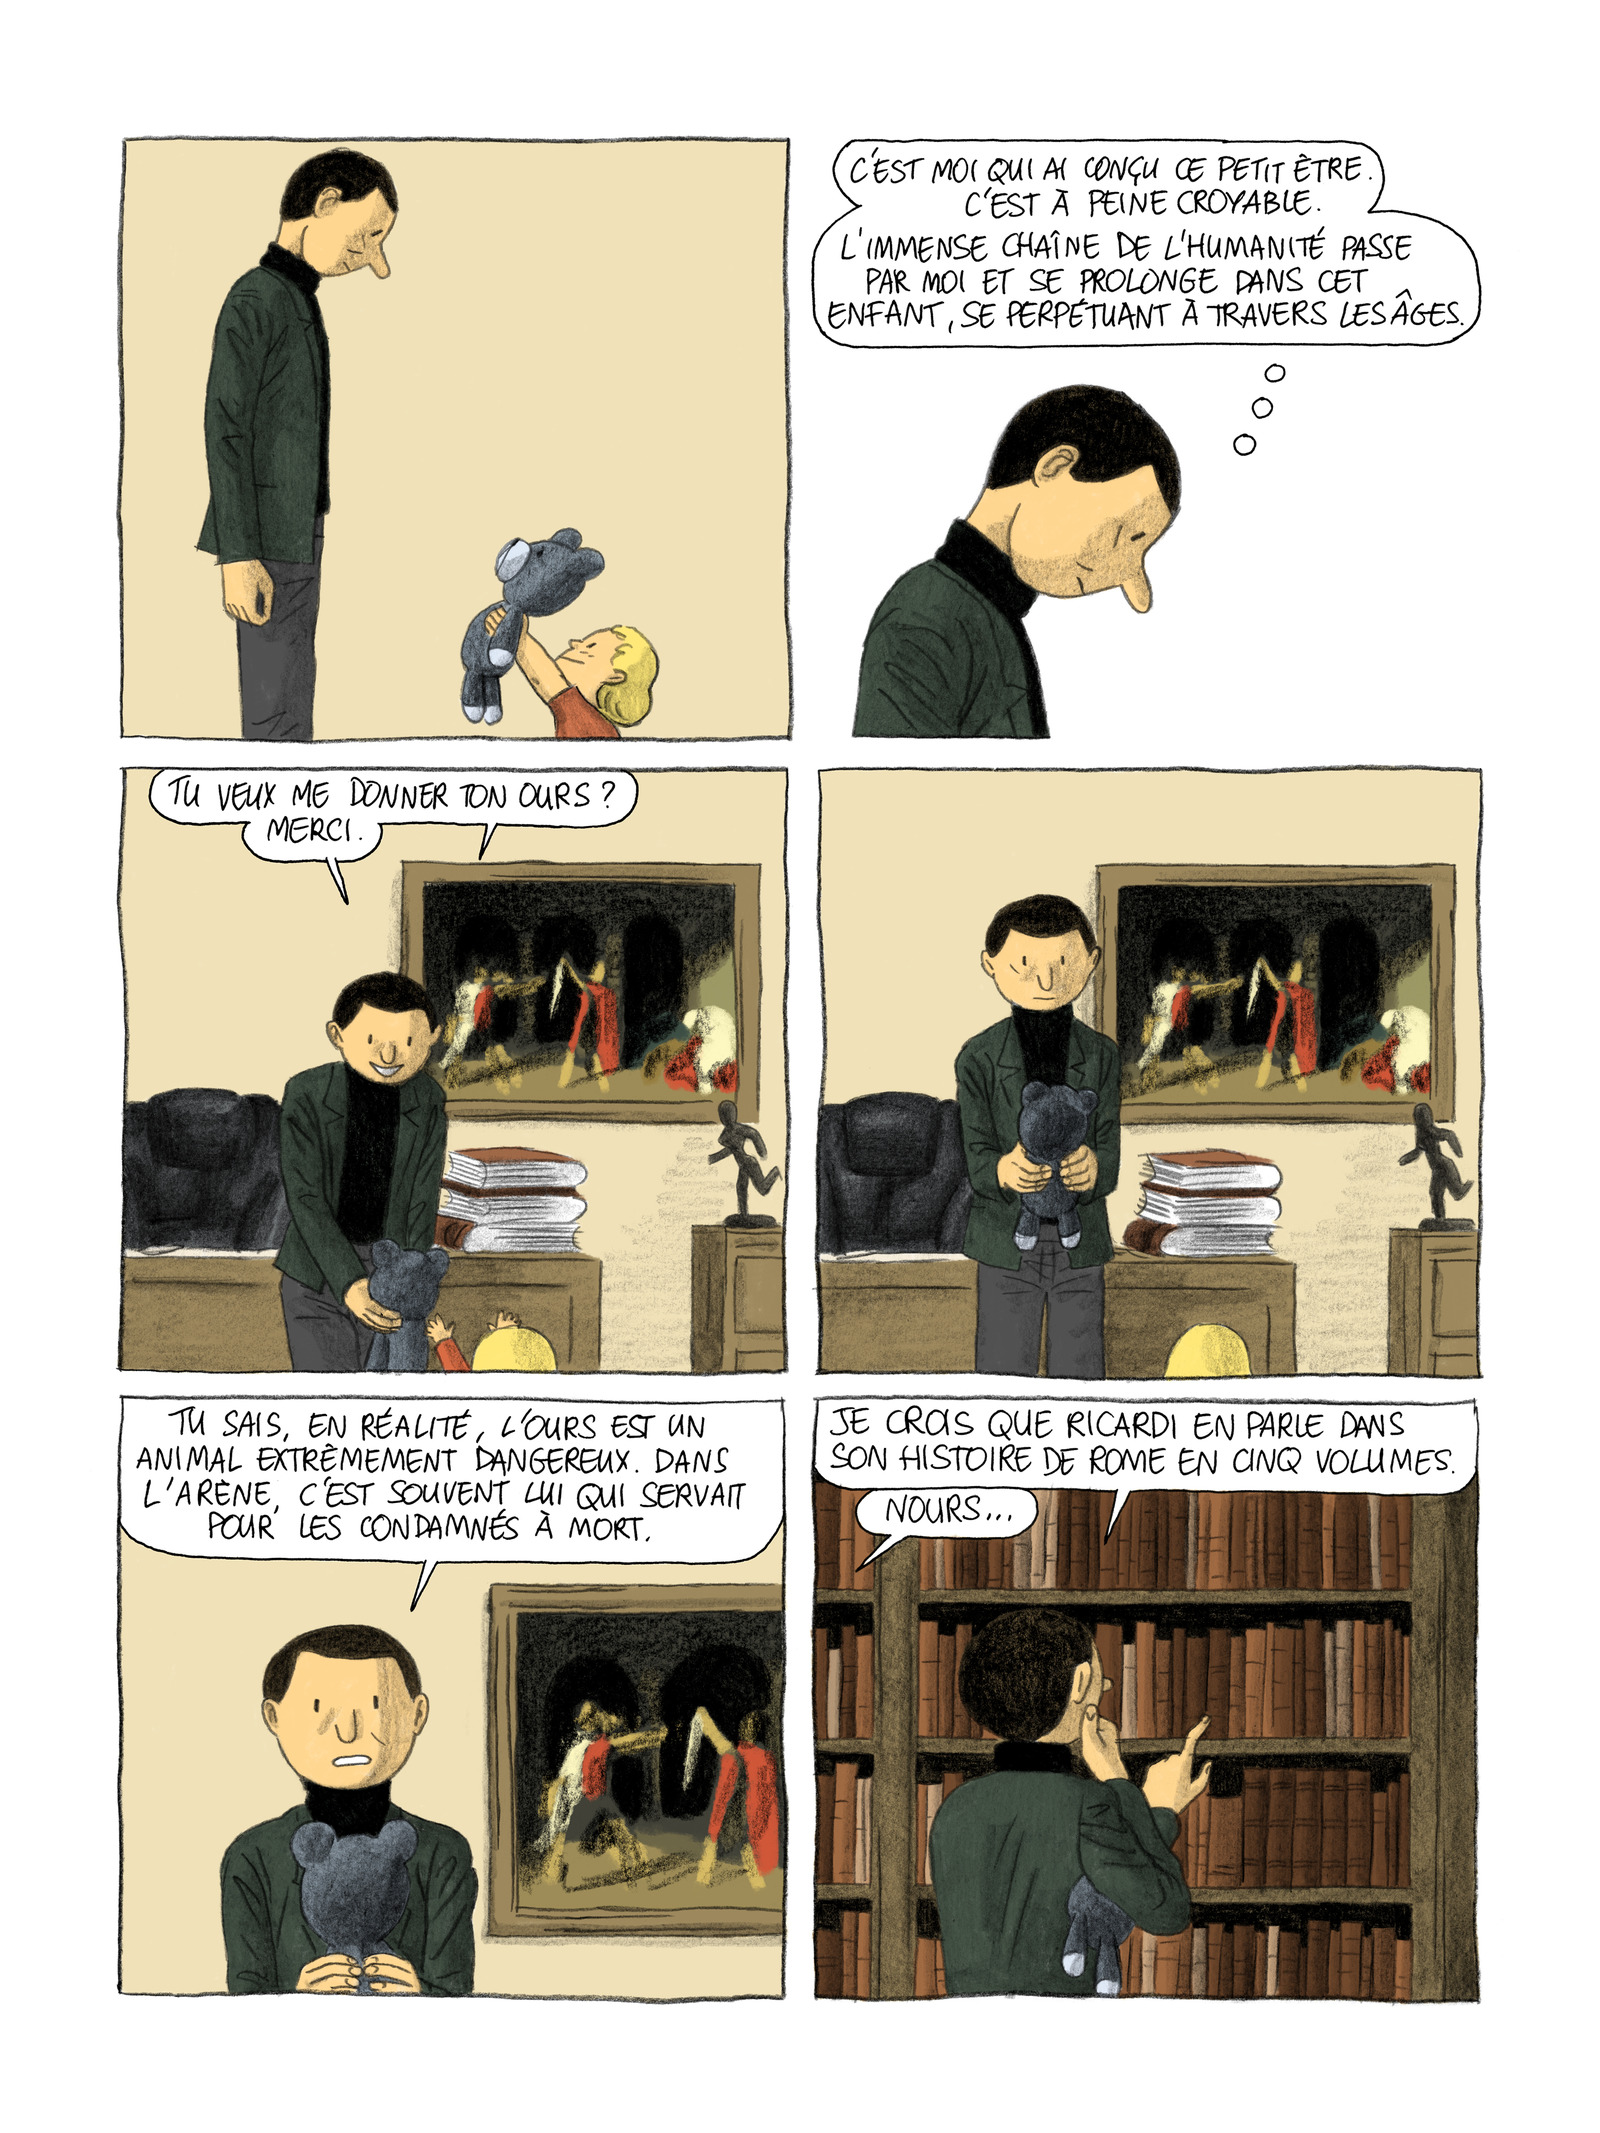 C'EST MOI QUI AI CONÇU CE PETIT ÊTRE.
C'EST À PEINE CROYABLE.
L'IMMENSE CHAÎNE DE L'HUMANITÉ PASSE
PAR MOI ET SE PROLONGE DANS CET
ENFANT, SE PERPÉTUANT À TRAVERS LES ÂGES.
TU VEUX ME DONNER TON OURS ?
MERCI.
TU SAIS, EN RÉALITÉ, L'OURS EST UN
ANIMAL EXTRÊMEMENT DANGEREUX. DANS
L'ARÈNE, C'EST SOUVENT LUI QUI SERVAIT
POUR LES CONDAMNÉS À MORT.
JE CROIS QUE RICARDI EN PARLE DANS
SON HISTOIRE DE ROME EN CINQ VOLUMES.
NOURS...